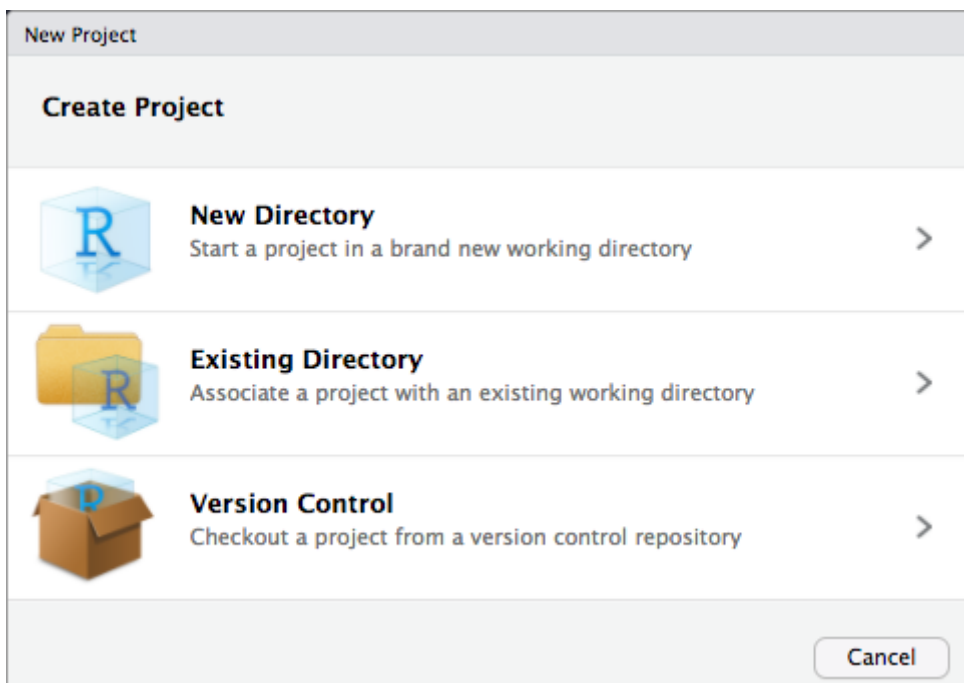 New Project
Create Project
R
New Directory
Start a project in a brand new working directory
R
Existing Directory
Associate a project with an existing working directory
R
Version Control
Checkout a project from a version control repository
Cancel